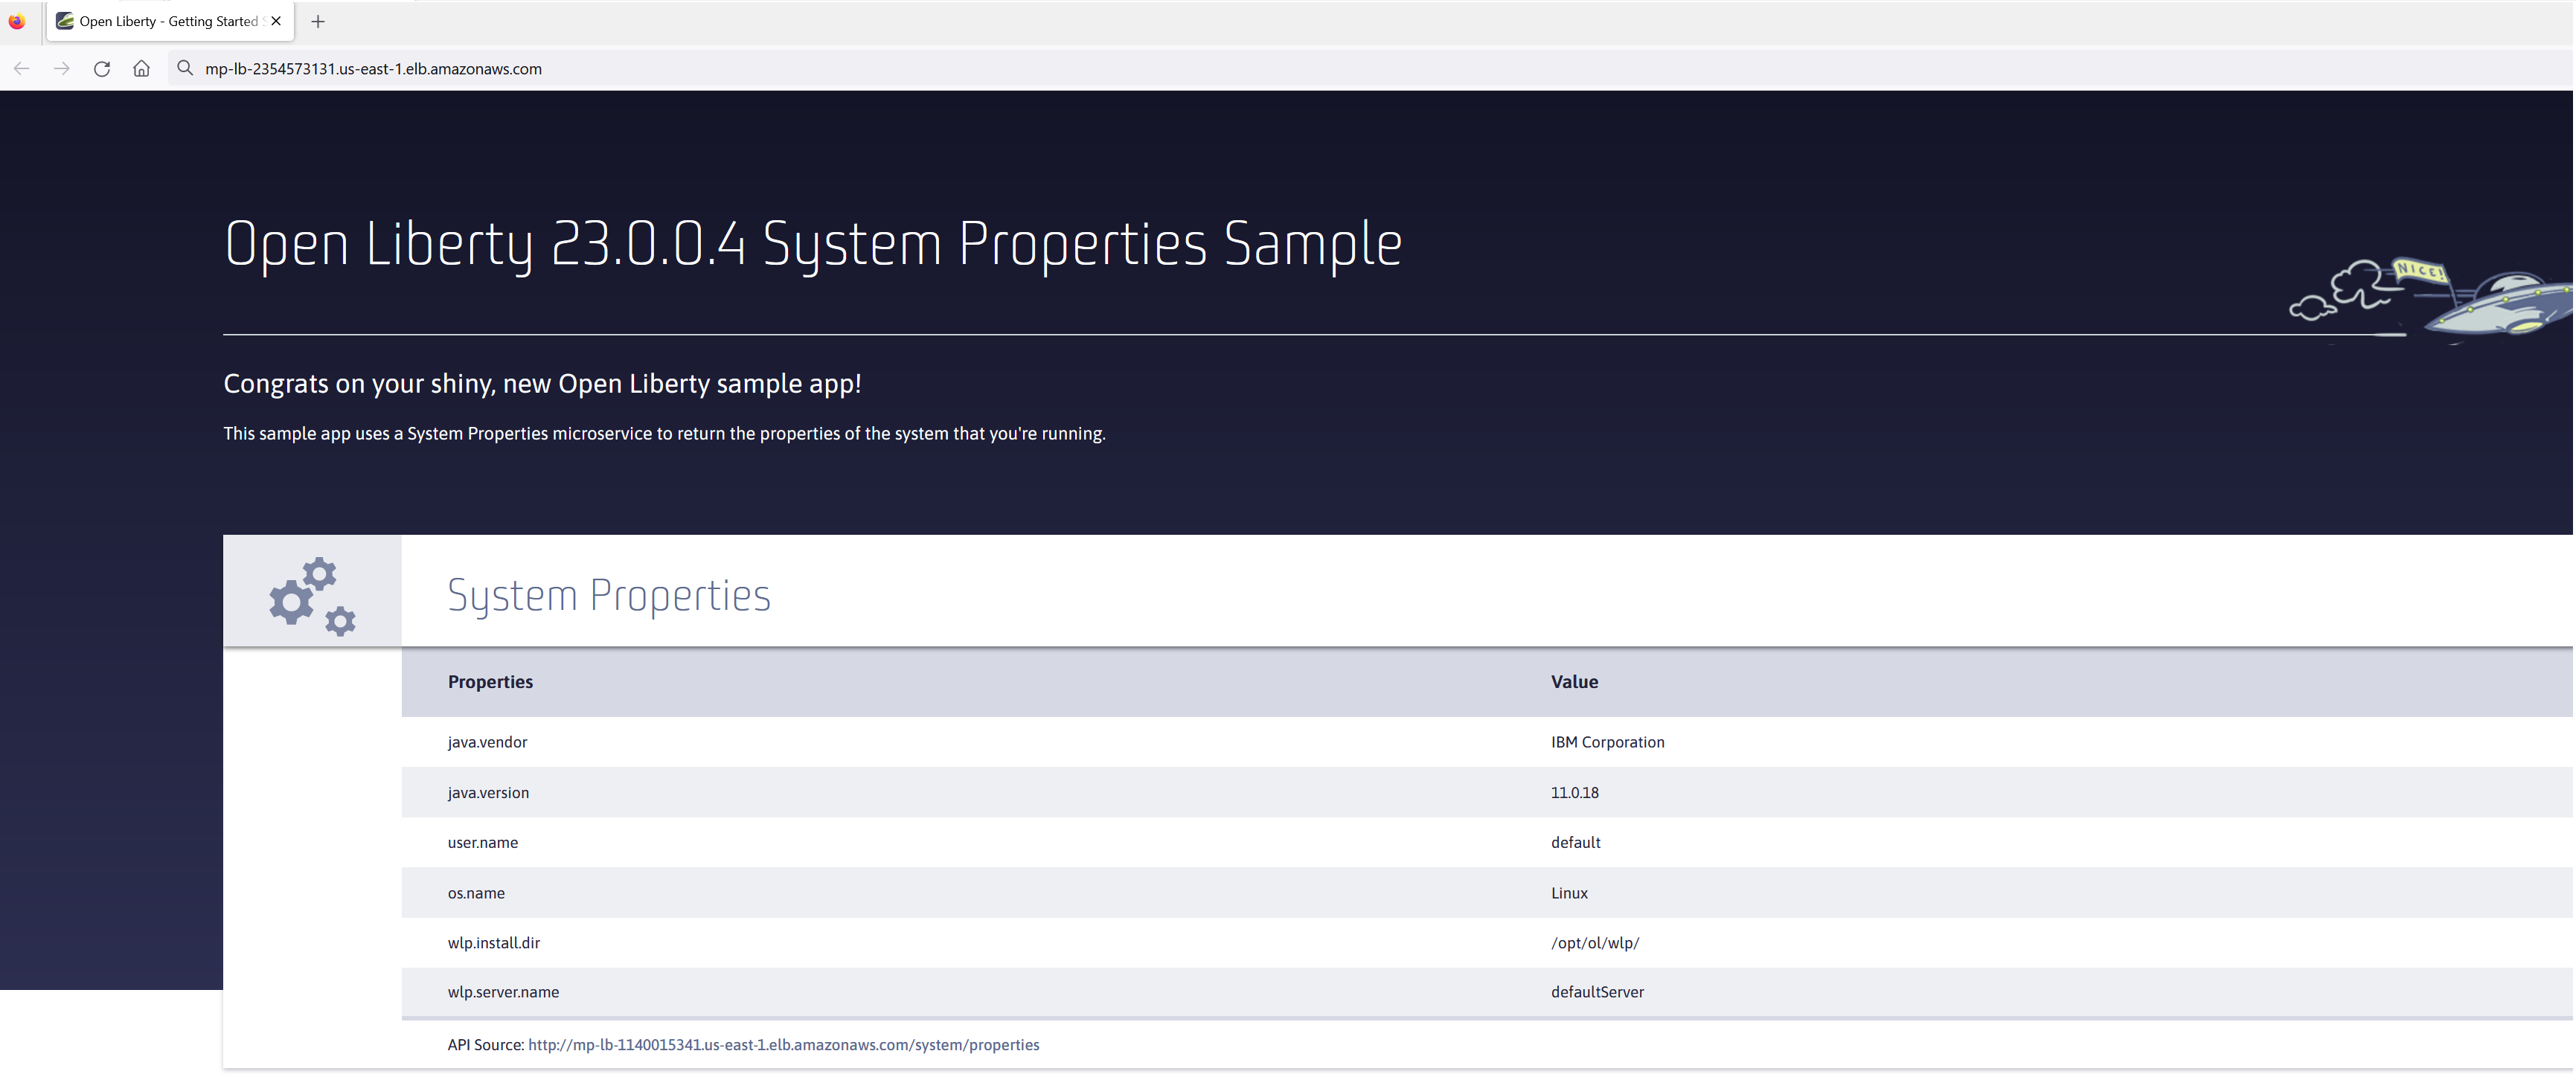 Open Liberty - Getting Started
mp-lb-2354573131.us-east-1.elb.amazonaws.com
Open Liberty 23.0.0.4 System Properties Sample
NICE!
Congrats on your shiny, new Open Liberty sample app!
This sample app uses a System Properties microservice to return the properties of the system that you're running.
System Properties
Properties Value
java.vendor IBM Corporation
java.version 11.0.18
user.name default
os.name Linux
wlp.install.dir /opt/ol/wlp/
wlp.server.name defaultServer
API Source: http://mp-lb-1140015341.us-east-1.elb.amazonaws.com/system/properties